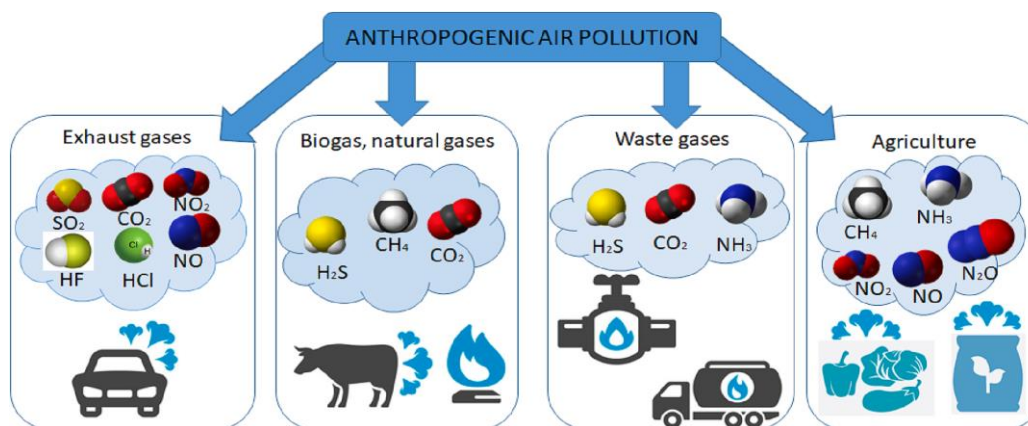 ANTHROPOGENIC AIR POLLUTION
Exhaust gases
SO₂ CO₂ NO₂
HF HCl NO
Cl
H
Biogas, natural gases
H₂S CH₄ CO₂
Waste gases
H₂S CO₂ NH₃
Agriculture
CH₄ NH₃
NO₂ NO N₂O